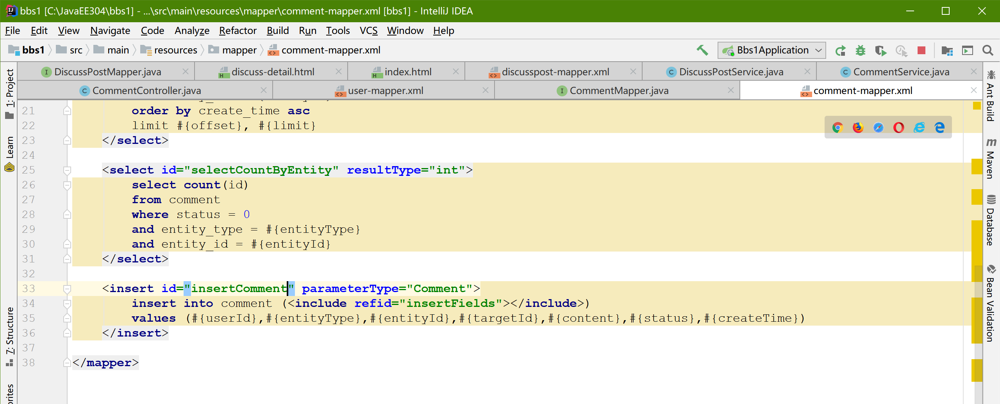 bbs1 [C:\JavaEE304\bbs1] - ...\src\main\resources\mapper\comment-mapper.xml [bbs1] - IntelliJ IDEA
File Edit View Navigate Code Analyze Refactor Build Run Tools VCS Window Help
bbs1 src main resources mapper comment-mapper.xml Bbs1Application
DiscussPostMapper.java discuss-detail.html index.html discusspost-mapper.xml DiscussPostService.java CommentService.java
CommentController.java user-mapper.xml CommentMapper.java comment-mapper.xml
1: Project
Learn
7: Structure
21 order by create_time asc
22 limit #{offset}, #{limit}
23 </select>
24
25 <select id="selectCountByEntity" resultType="int">
26 select count(id)
27 from comment
28 where status = 0
29 and entity_type = #{entityType}
30 and entity_id = #{entityId}
31 </select>
32
33 <insert id="insertComment" parameterType="Comment">
34 insert into comment (<include refid="insertFields"></include>)
35 values (#{userId},#{entityType},#{entityId},#{targetId},#{content},#{status},#{createTime})
36 </insert>
37
38 </mapper>
Ant Build
Maven
Database
Bean Validation